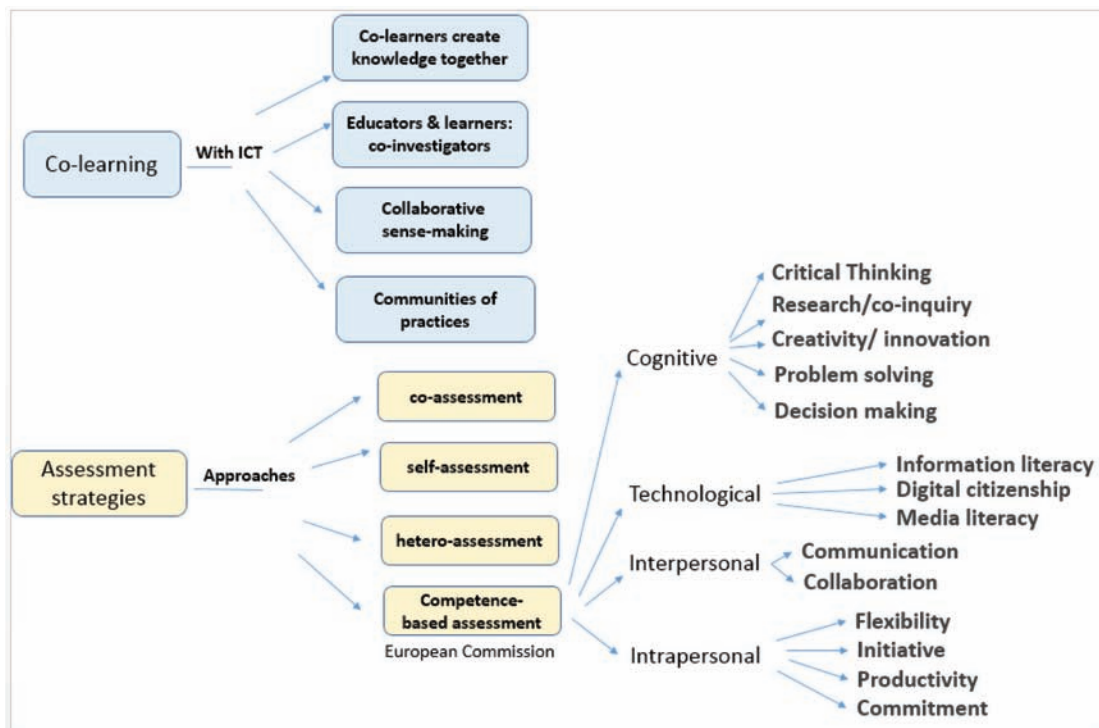 Co-learners create
knowledge together
Educators & learners:
co-investigators
Co-learning
With ICT
Collaborative
sense-making
Communities of
practices
Critical Thinking
Research/co-inquiry
Creativity/ innovation
Problem solving
Decision making
Cognitive
co-assessment
self-assessment
Assessment
strategies
Approaches
hetero-assessment
Competence-
based assessment
European Commission
Technological
Information literacy
Digital citizenship
Media literacy
Interpersonal
Communication
Collaboration
Intrapersonal
Flexibility
Initiative
Productivity
Commitment